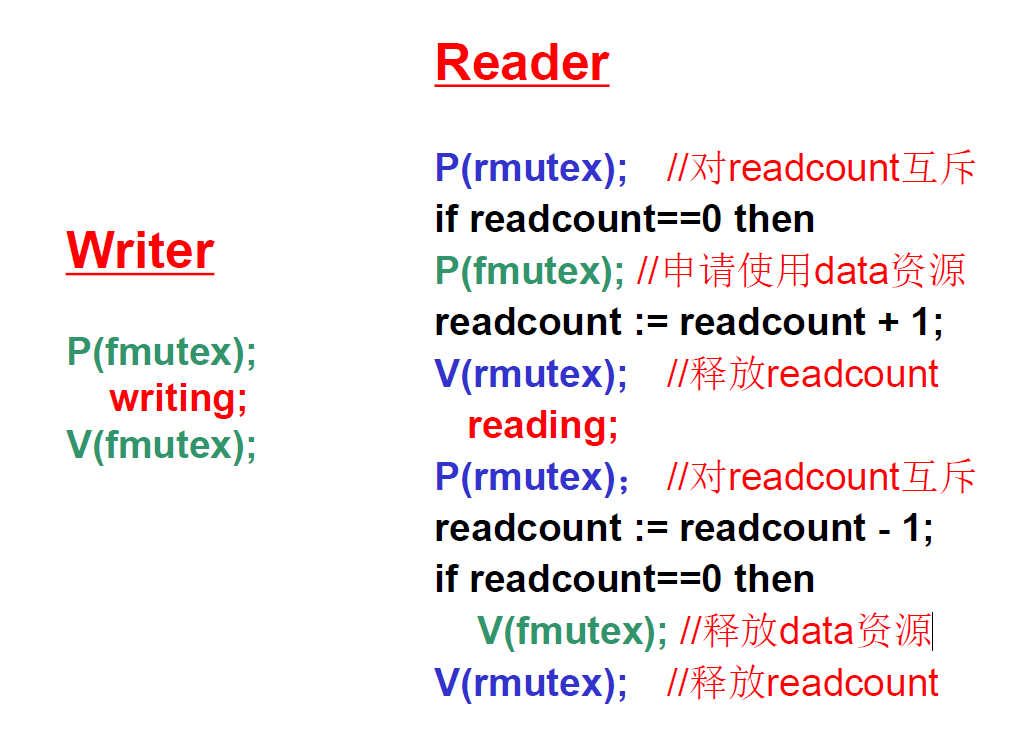 Writer
P(fmutex);
writing;
V(fmutex);
Reader
P(rmutex); //对readcount互斥
if readcount==0 then
P(fmutex); //申请使用data资源
readcount := readcount + 1;
V(rmutex); //释放readcount
reading;
P(rmutex)； //对readcount互斥
readcount := readcount - 1;
if readcount==0 then
V(fmutex); //释放data资源
V(rmutex); //释放readcount